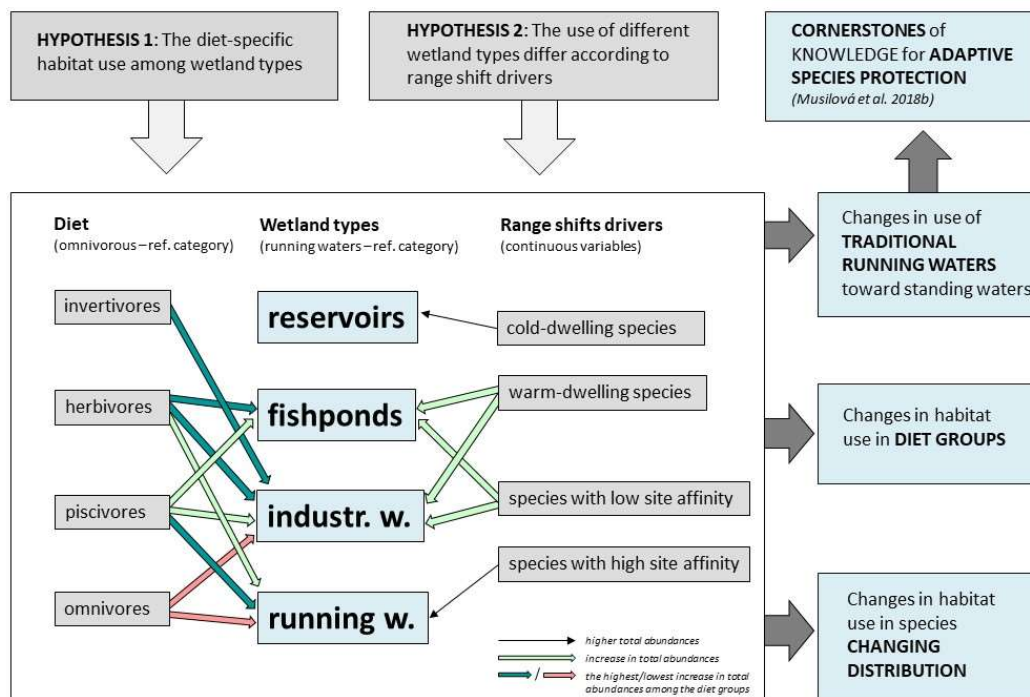 HYPOTHESIS 1: The diet-specific
habitat use among wetland types
HYPOTHESIS 2: The use of different
wetland types differ according to
range shift drivers
CORNERSTONES of
KNOWLEDGE for ADAPTIVE
SPECIES PROTECTION
(Musilová et al. 2018b)
Diet
(omnivorous – ref. category)
Wetland types
(running waters – ref. category)
Range shifts drivers
(continuous variables)
invertivores
herbivores
piscivores
omnivores
reservoirs
fishponds
industr. w.
running w.
cold-dwelling species
warm-dwelling species
species with low site affinity
species with high site affinity
higher total abundances
increase in total abundances
/ the highest/lowest increase in total
abundances among the diet groups
Changes in use of
TRADITIONAL
RUNNING WATERS
toward standing waters
Changes in habitat
use in DIET GROUPS
Changes in habitat
use in species
CHANGING
DISTRIBUTION